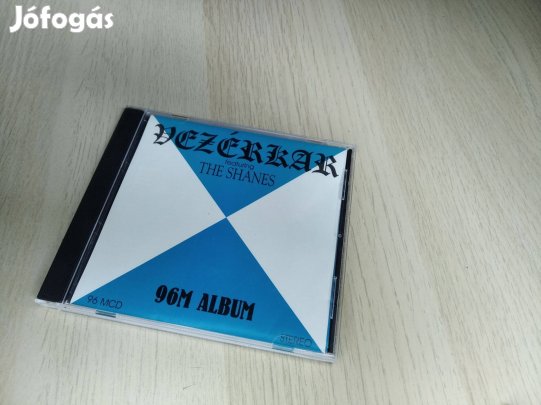 Jófogás
VEZÉRKAR
featuring
THE SHANES
96M ALBUM
96 MCD
STEREO